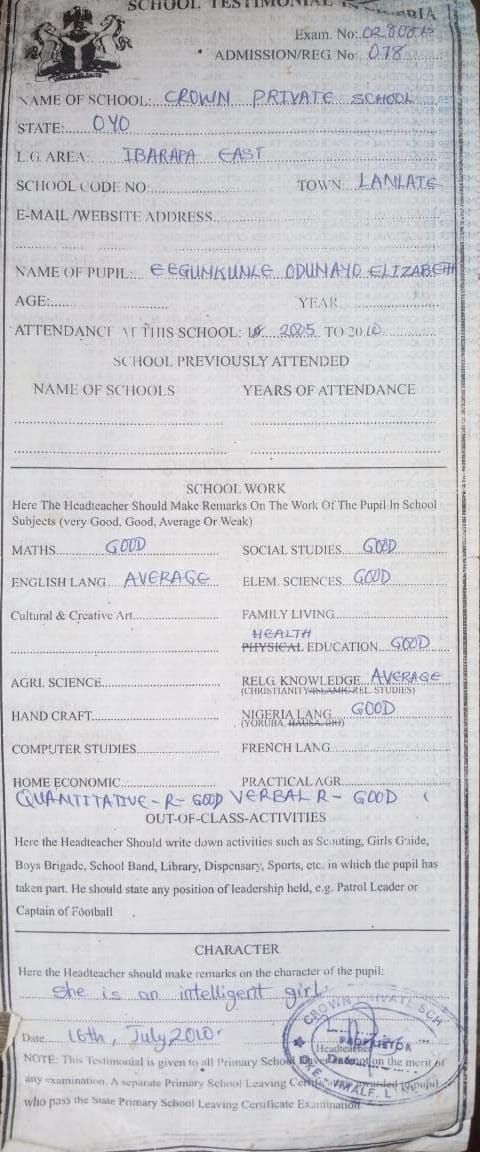 SCHOOL TESTIMONIAL
Exam. No:
ADMISSION/REG. No: 078
NAME OF SCHOOL: CROWN PRIVATE SCHOOL
STATE: OYO
L.G. AREA: IBARAPA EAST
SCHOOL CODE NO TOWN: LANLATE
E-MAIL /WEBSITE ADDRESS
NAME OF PUPIL: EEGUNKUNLE ODUNAYO ELIZABETH
AGE: YEAR
ATTENDANCE AT THIS SCHOOL: 2005 TO 2010
SCHOOL PREVIOUSLY ATTENDED
NAME OF SCHOOLS YEARS OF ATTENDANCE
SCHOOL WORK
Here The Headteacher Should Make Remarks On The Work Of The Pupil In School
Subjects (very Good, Good, Average Or Weak)
MATHS GOOD SOCIAL STUDIES GOOD
ENGLISH LANG AVERAGE ELEM. SCIENCES GOOD
Cultural & Creative Art FAMILY LIVING
HEALTH
PHYSICAL EDUCATION GOOD
AGRI. SCIENCE RELG. KNOWLEDGE AVERAGE
(CHRISTIANITY ISLAMIC REL. STUDIES)
HAND CRAFT NIGERIA LANG GOOD
(YORUBA, HAUSA, IBO)
COMPUTER STUDIES FRENCH LANG
HOME ECONOMIC PRACTICAL AGR
QUANTITATIVE - R - GOOD VERBAL R - GOOD
OUT-OF-CLASS-ACTIVITIES
Here the Headteacher Should Write down activities such as Scouting, Girls Guide,
Boys Brigade, School Band, Library, Dispensary, Sports, etc. in which the pupil has
taken part. He should state any position of leadership held, e.g. Patrol Leader or
Captain of Football
CHARACTER
Here the Headteacher should make remarks on the character of the pupil:
She is an intelligent girl
Date 16th, July 2010
Headteacher
CROWN PRIVATE SCH
PROPRIETOR
NOTE: This Testimonial is given to all Primary School on the merit of
any examination. A separate Primary School Leaving pupil
who pass the State Primary School Leaving Certificate Examination